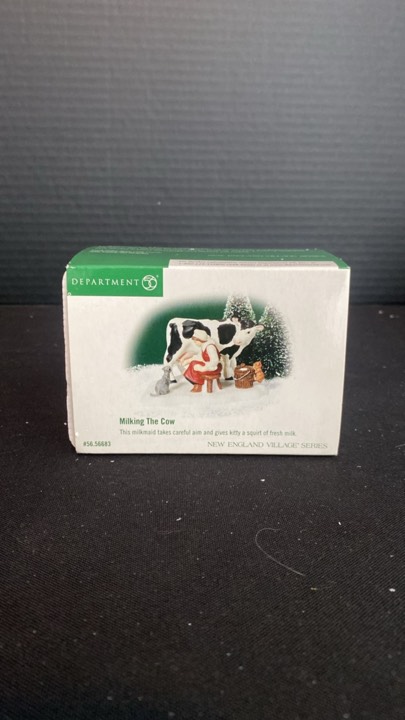 DEPARTMENT 56
Milking The Cow
This milkmaid takes careful aim and gives kitty a squirt of fresh milk.
#56.56683
NEW ENGLAND VILLAGE® SERIES